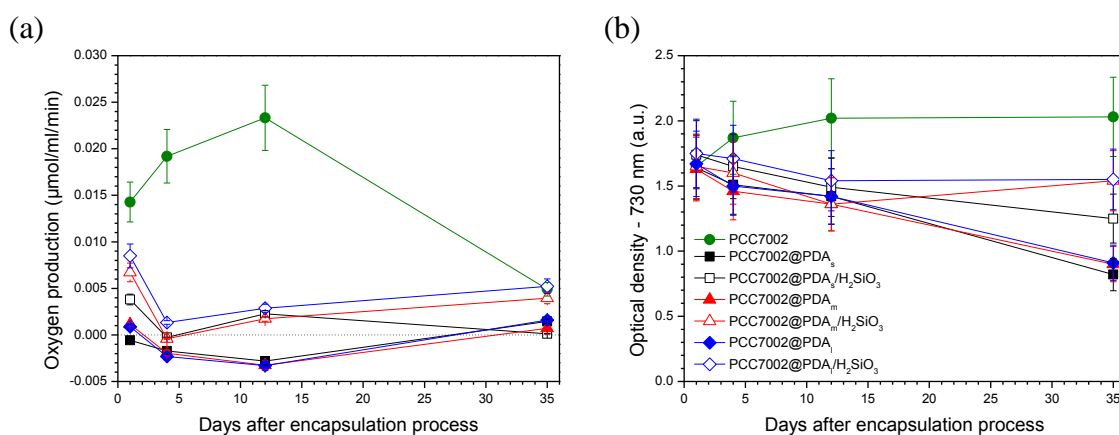 (a)
0.030
0.025
0.020
0.015
0.010
0.005
0.000
-0.005
Oxygen production (μmol/ml/min)
0 5 10 15 20 25 30 35
Days after encapsulation process
(b)
2.5
2.0
1.5
1.0
0.5
0.0
Optical density - 730 nm (a.u.)
PCC7002
PCC7002@PDAₛ
PCC7002@PDAₛ/H₂SiO₃
PCC7002@PDAₘ
PCC7002@PDAₘ/H₂SiO₃
PCC7002@PDAₗ
PCC7002@PDAₗ/H₂SiO₃
0 5 10 15 20 25 30 35
Days after encapsulation process